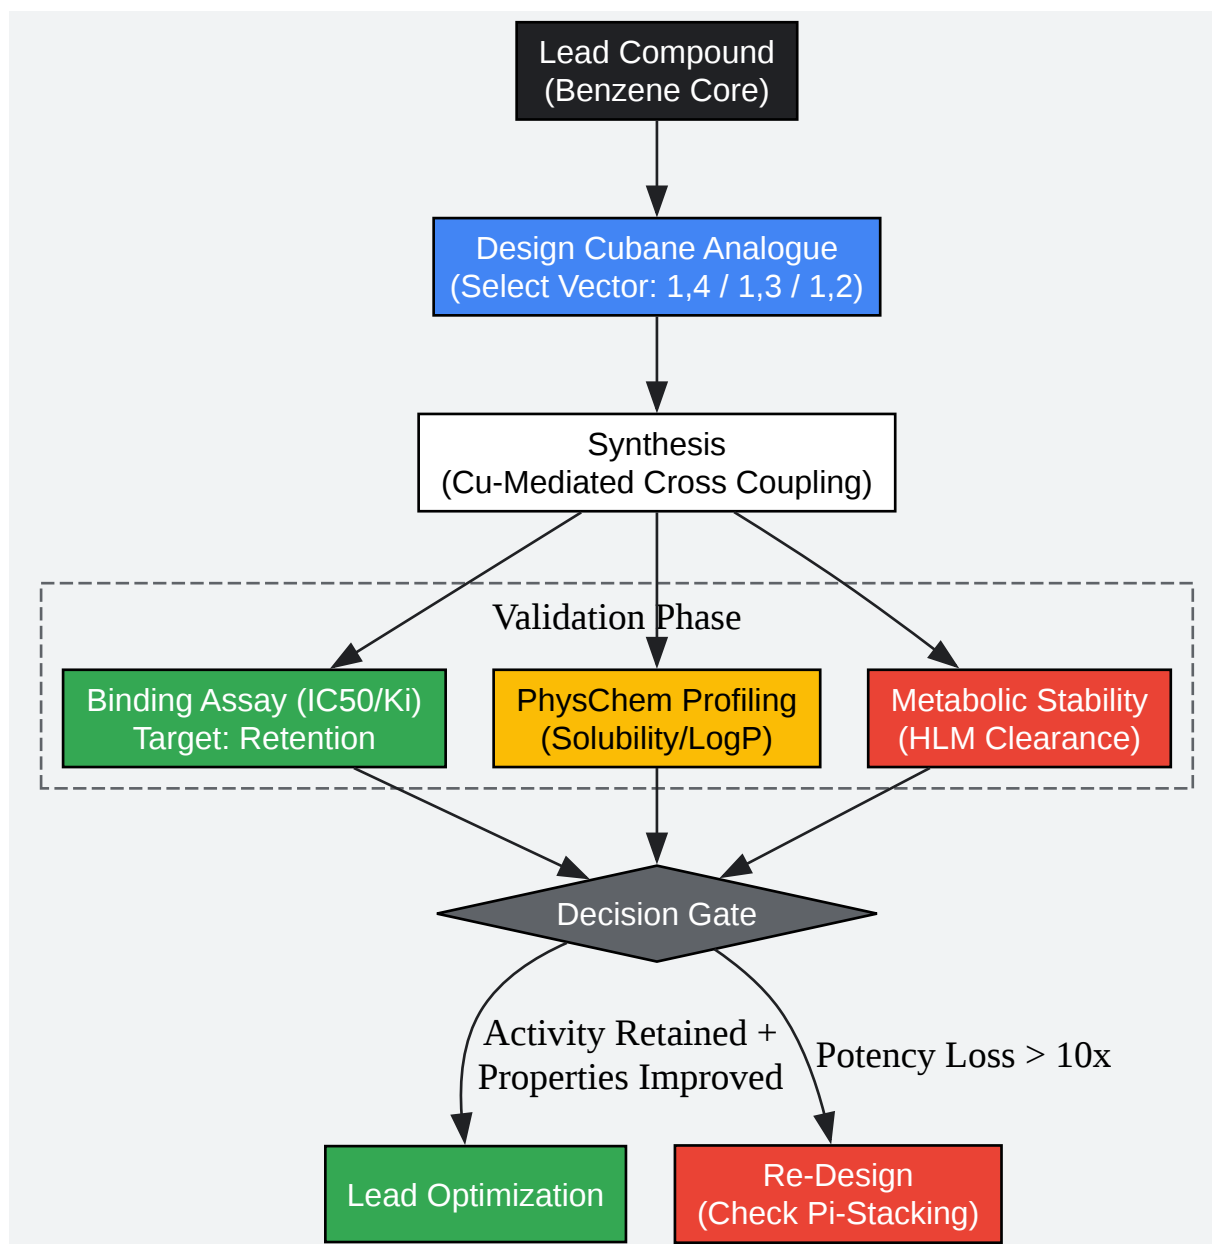 Lead Compound
(Benzene Core)
Design Cubane Analogue
(Select Vector: 1,4 / 1,3 / 1,2)
Synthesis
(Cu-Mediated Cross Coupling)
Validation Phase
Binding Assay (IC50/Ki)
Target: Retention
PhysChem Profiling
(Solubility/LogP)
Metabolic Stability
(HLM Clearance)
Decision Gate
Activity Retained +
Properties Improved
Potency Loss > 10x
Lead Optimization
Re-Design
(Check Pi-Stacking)